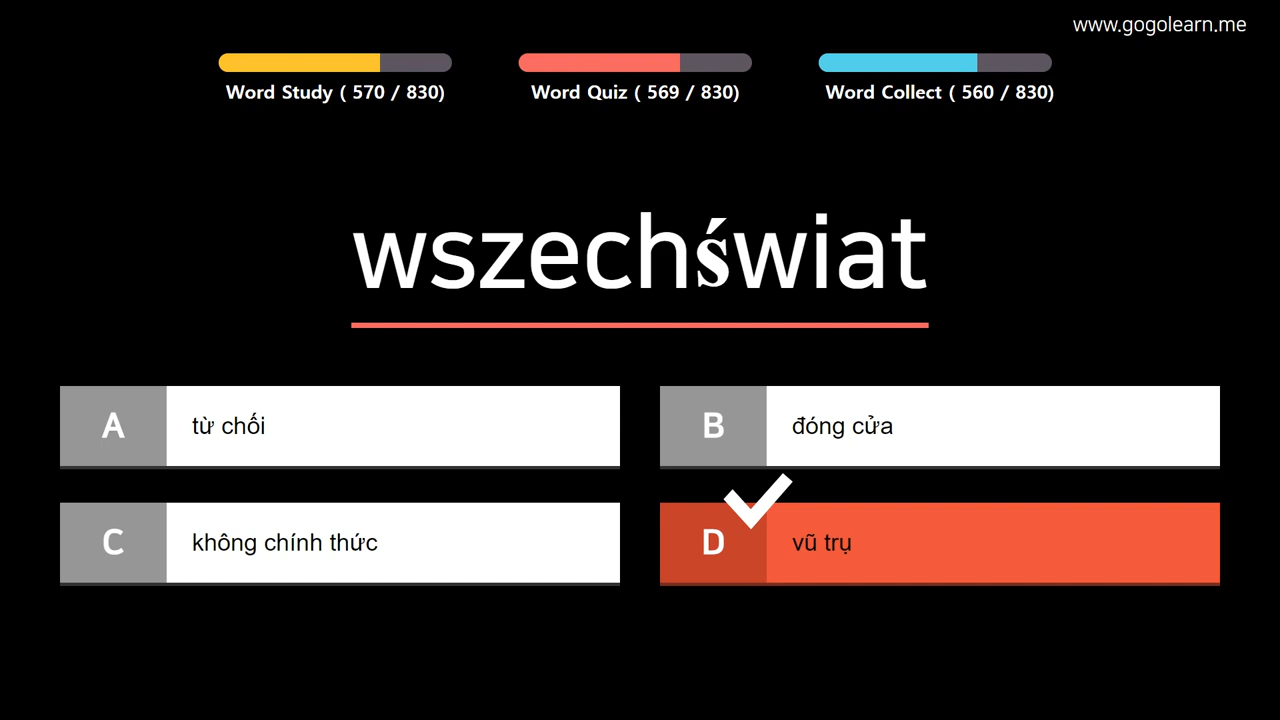 www.gogolearn.me
Word Study ( 570 / 830)
Word Quiz ( 569 / 830)
Word Collect ( 560 / 830)
wszechświat
A
từ chối
B
đóng cửa
C
không chính thức
D
vũ trụ